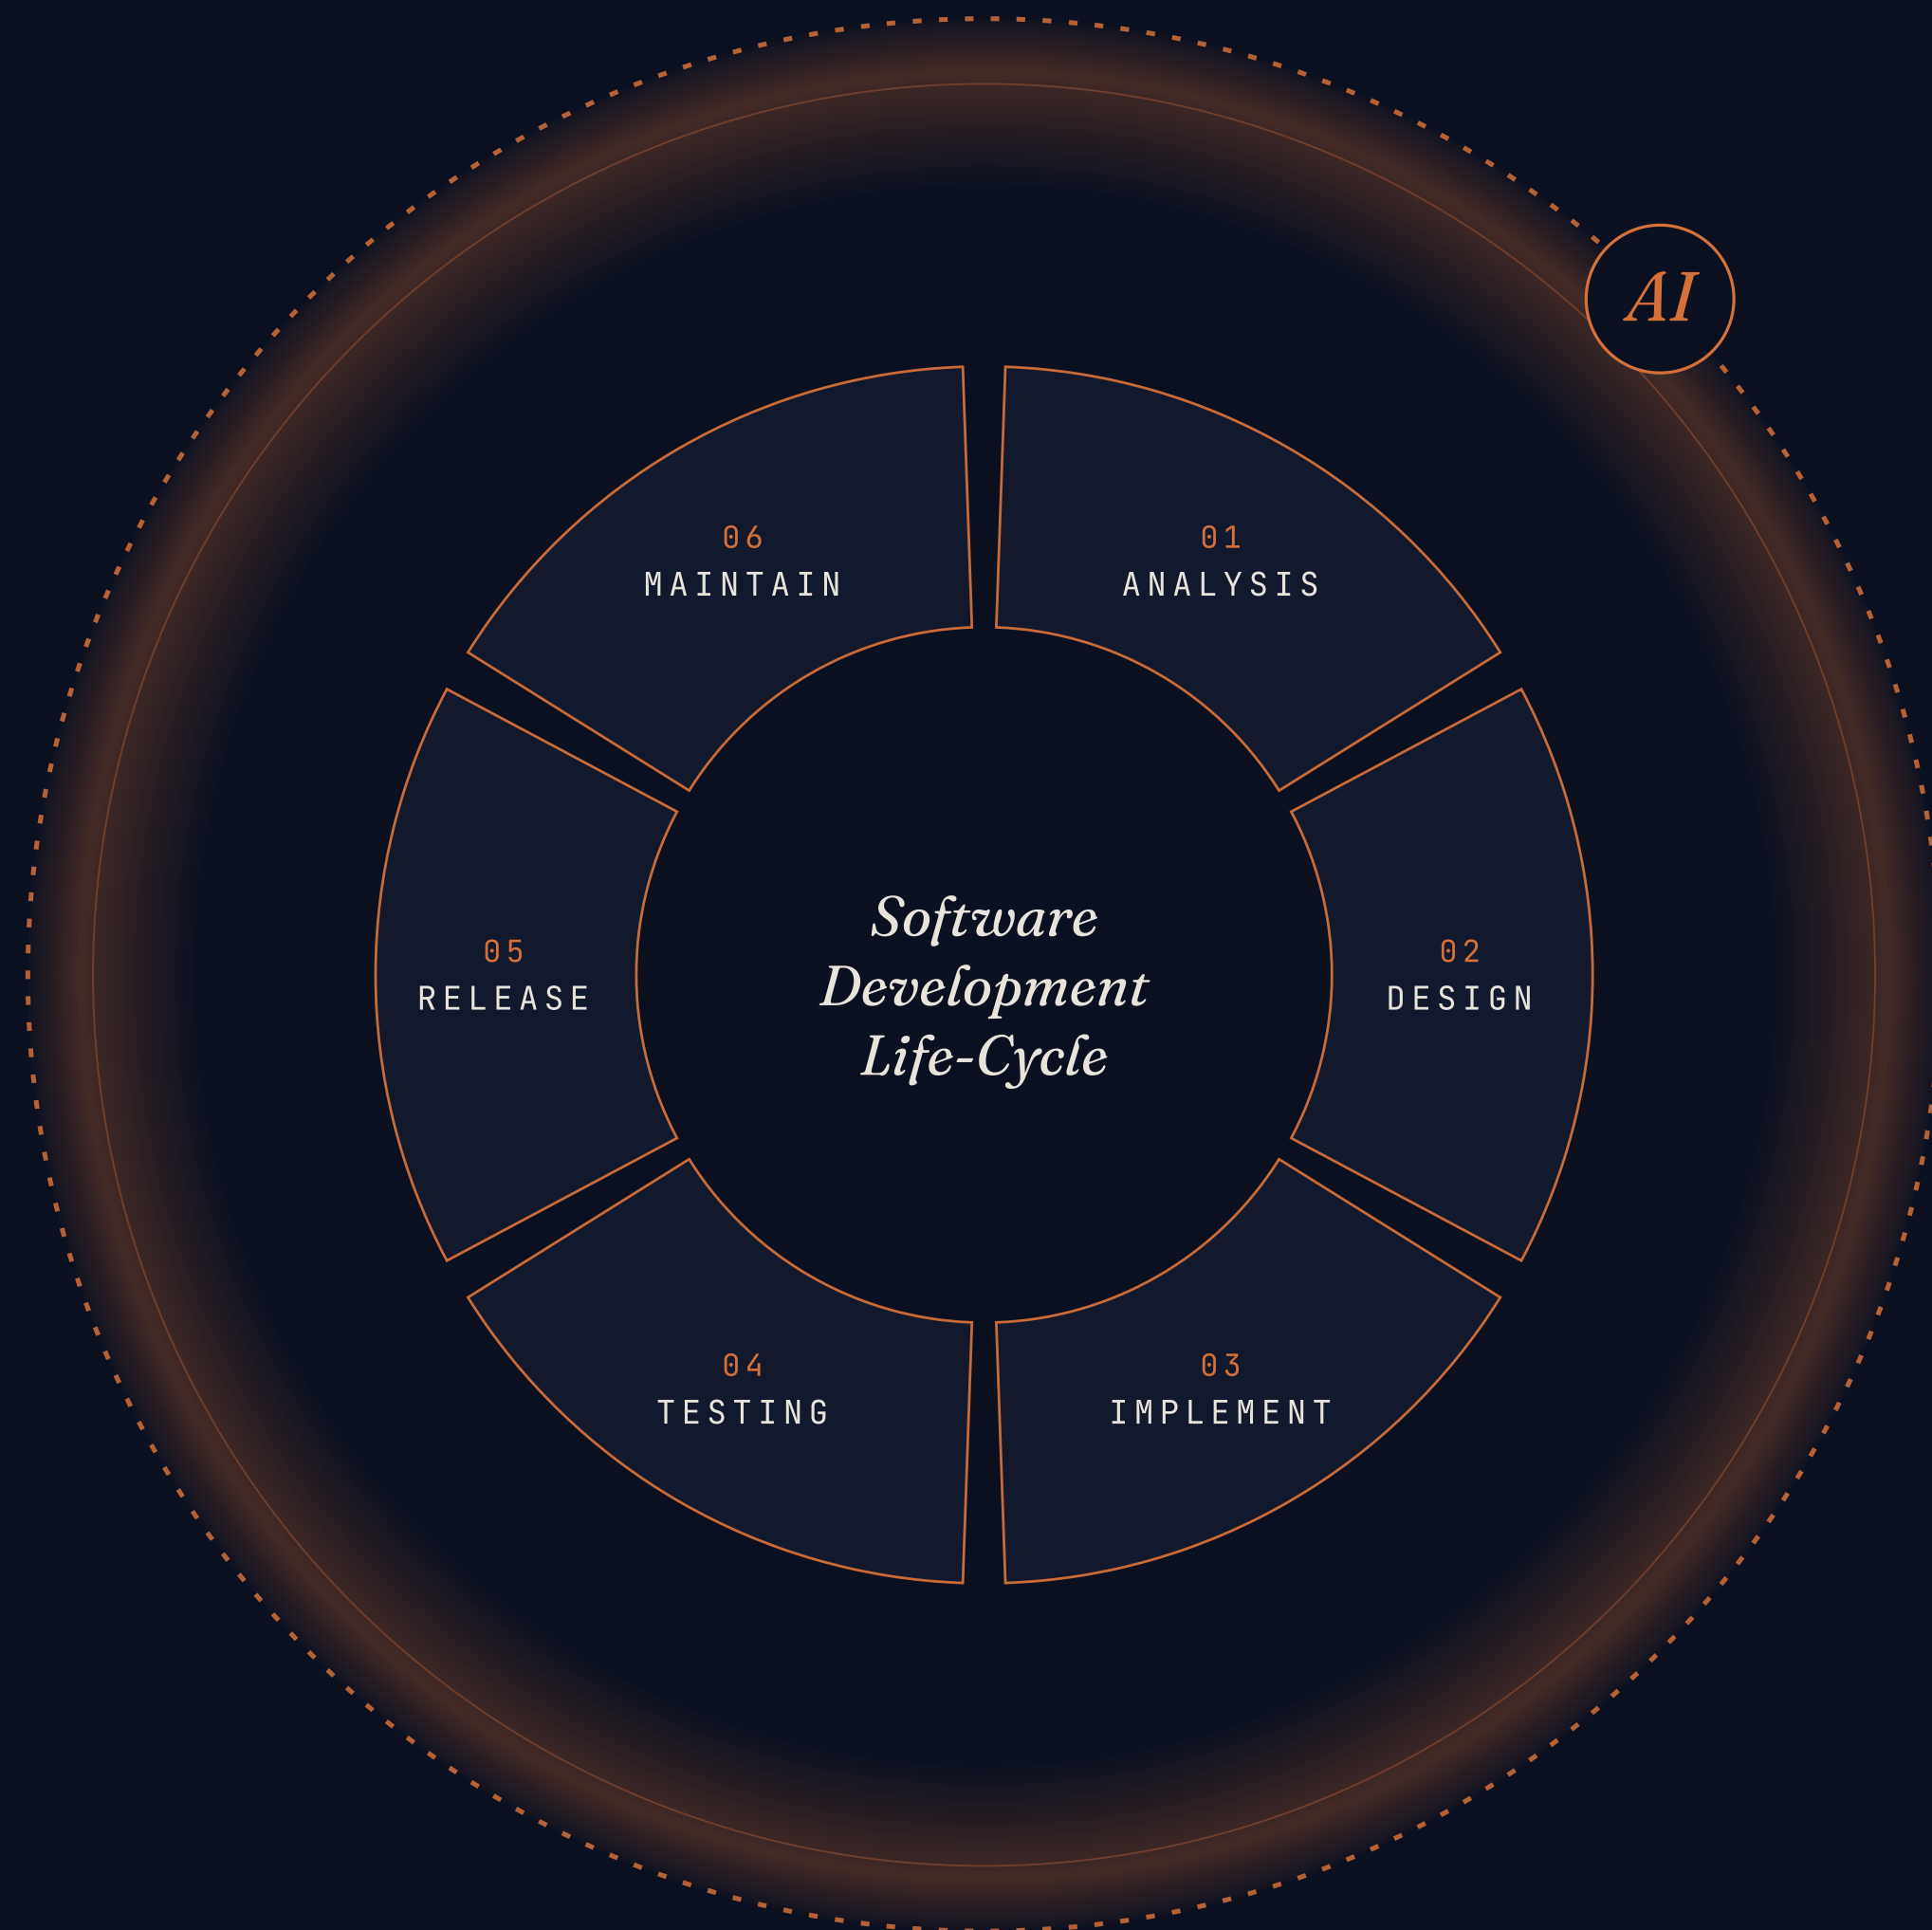 AI
06
MAINTAIN
01
ANALYSIS
05
RELEASE
Software
Development
Life-Cycle
02
DESIGN
04
TESTING
03
IMPLEMENT